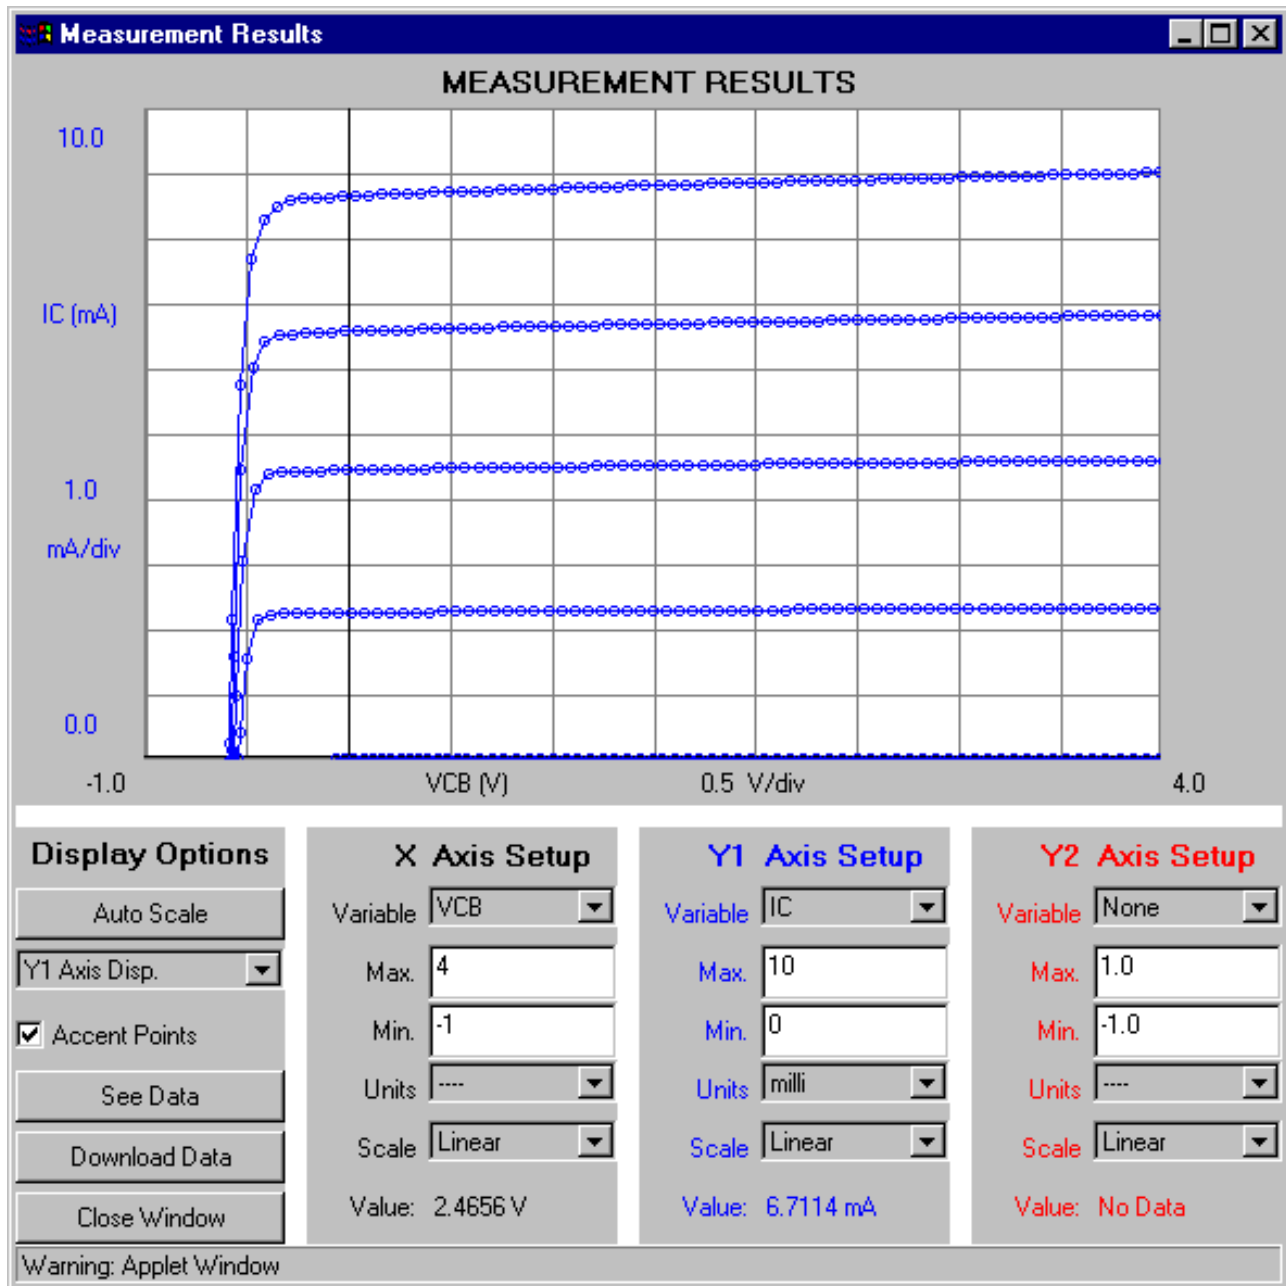 Measurement Results
MEASUREMENT RESULTS
10.0
IC (mA)
1.0
mA/div
0.0
-1.0 VCB (V) 0.5 V/div 4.0
Display Options
Auto Scale
Y1 Axis Disp.
Accent Points
See Data
Download Data
Close Window
X Axis Setup
Variable VCB
Max. 4
Min. -1
Units ----
Scale Linear
Value: 2.4656 V
Y1 Axis Setup
Variable IC
Max. 10
Min. 0
Units milli
Scale Linear
Value: 6.7114 mA
Y2 Axis Setup
Variable None
Max. 1.0
Min. -1.0
Units ----
Scale Linear
Value: No Data
Warning: Applet Window